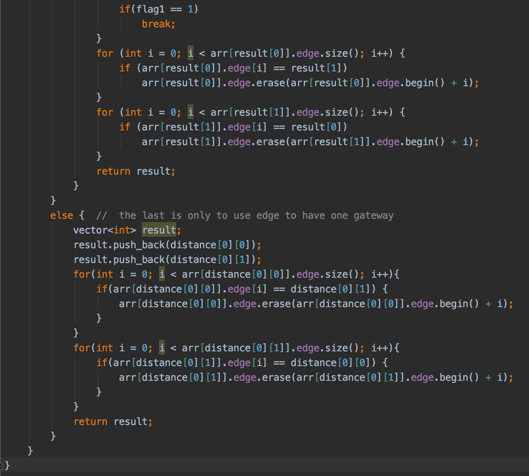 if(flag1 == 1)
break;
}
for (int i = 0; i < arr[result[0]].edge.size(); i++) {
if (arr[result[0]].edge[i] == result[1])
arr[result[0]].edge.erase(arr[result[0]].edge.begin() + i);
}
for (int i = 0; i < arr[result[1]].edge.size(); i++) {
if (arr[result[1]].edge[i] == result[0])
arr[result[1]].edge.erase(arr[result[1]].edge.begin() + i);
}
return result;
}
}
else { // the last is only to use edge to have one gateway
vector<int> result;
result.push_back(distance[0][0]);
result.push_back(distance[0][1]);
for(int i = 0; i < arr[distance[0][0]].edge.size(); i++){
if(arr[distance[0][0]].edge[i] == distance[0][1]) {
arr[distance[0][0]].edge.erase(arr[distance[0][0]].edge.begin() + i);
}
}
for(int i = 0; i < arr[distance[0][1]].edge.size(); i++){
if(arr[distance[0][1]].edge[i] == distance[0][0]) {
arr[distance[0][1]].edge.erase(arr[distance[0][1]].edge.begin() + i);
}
}
return result;
}
}
}